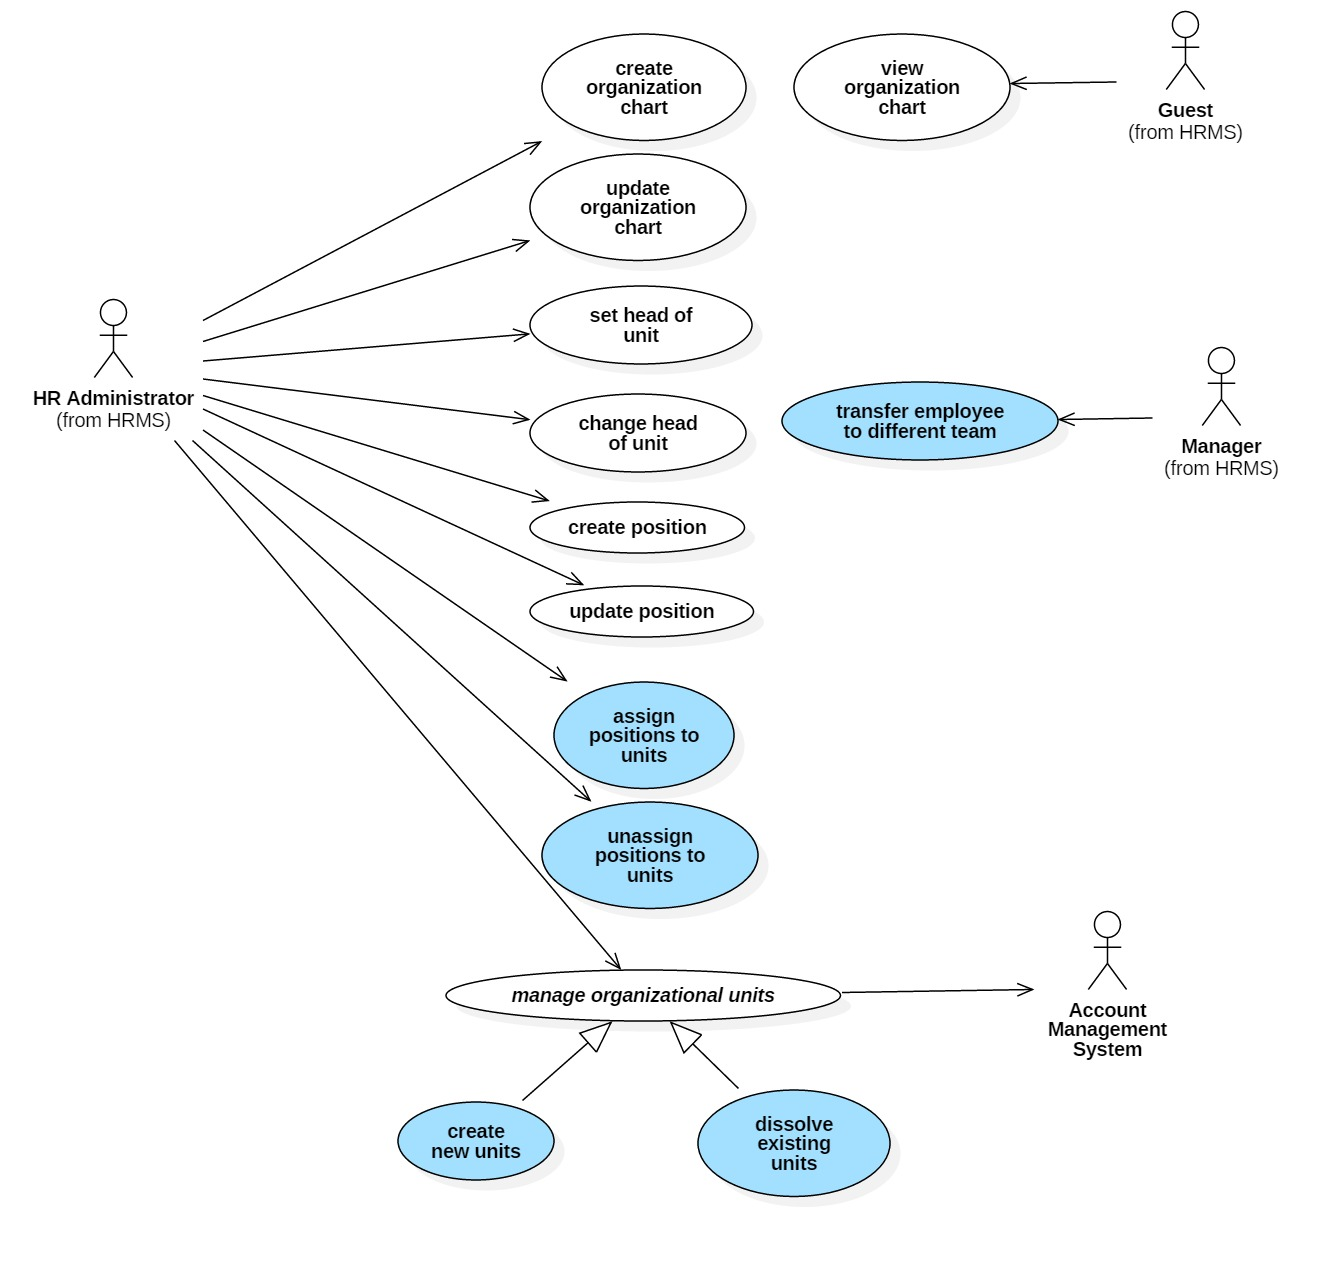 create
organization
chart
view
organization
chart
Guest
(from HRMS)
update
organization
chart
set head of
unit
HR Administrator
(from HRMS)
change head
of unit
transfer employee
to different team
Manager
(from HRMS)
create position
update position
assign
positions to
units
unassign
positions to
units
manage organizational units
Account
Management
System
create
new units
dissolve
existing
units